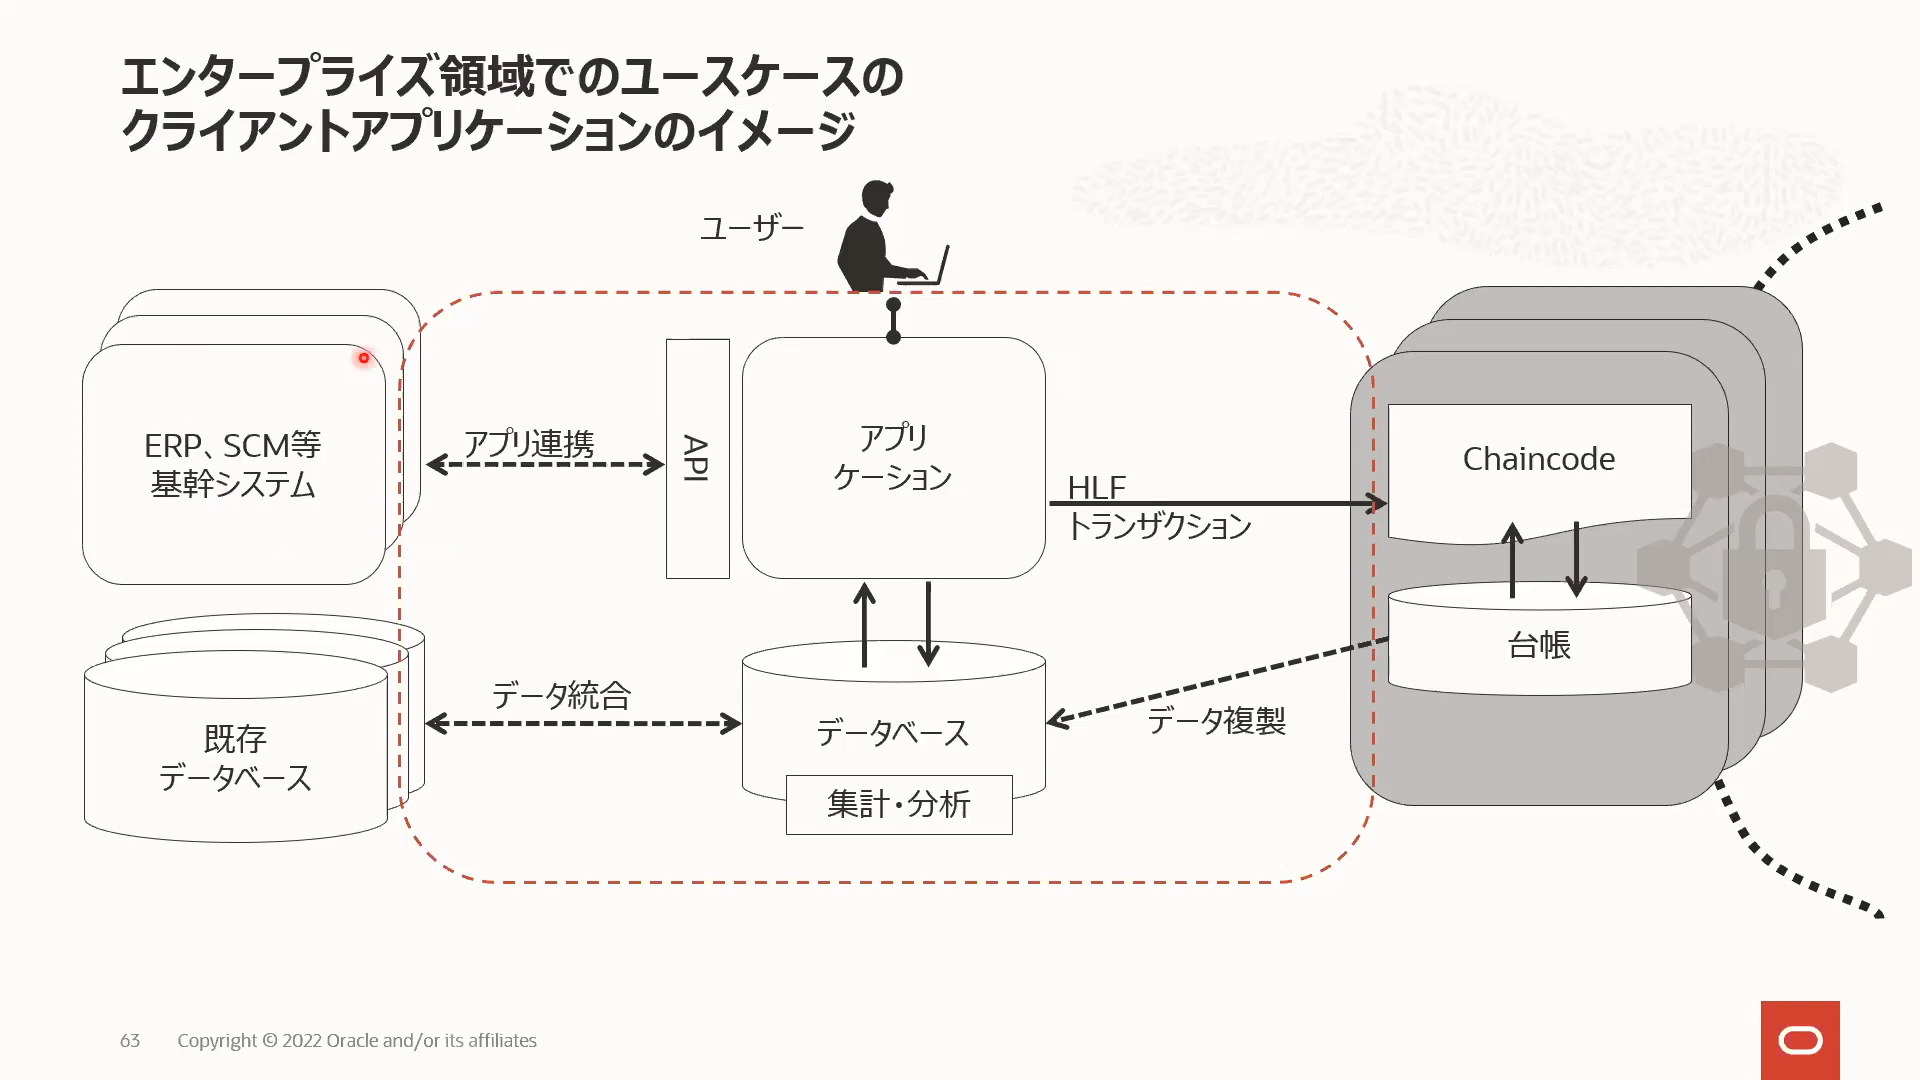 エンタープライズ領域でのユースケースの
クライアントアプリケーションのイメージ
ユーザー
ERP、SCM等
基幹システム
アプリ連携
API
アプリ
ケーション
HLF
トランザクション
Chaincode
台帳
既存
データベース
データ統合
データベース
集計・分析
データ複製
63
Copyright © 2022 Oracle and/or its affiliates